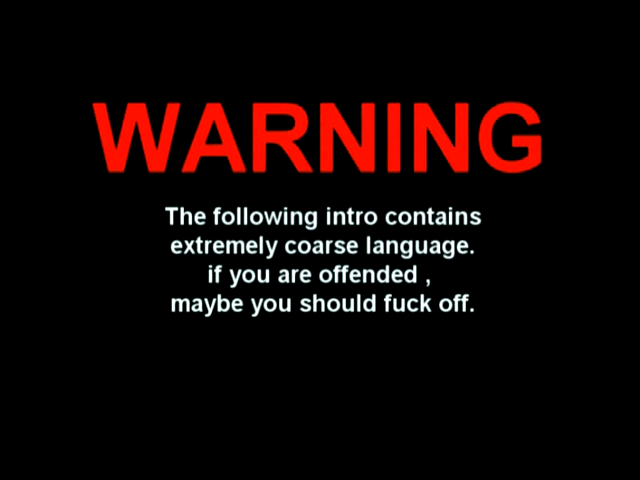 WARNING
The following intro contains
extremely coarse language.
if you are offended ,
maybe you should fuck off.